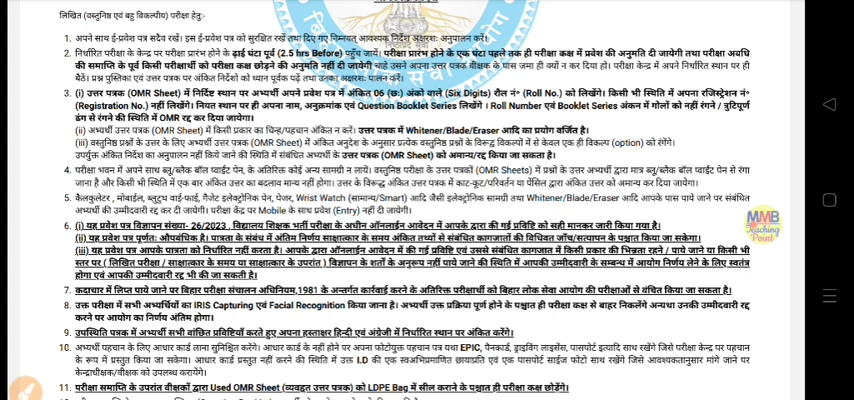 लिखित (वस्तुनिष्ठ एवं बहु विकल्पीय) परीक्षा हेतु:-
1. अपने साथ ई-प्रवेश पत्र सदैव रखें। इस ई-प्रवेश पत्र को सुरक्षित रखें तथा दिए गए निम्नवत् आवश्यक निर्देश अक्षरशः अनुपालन करें।
2. निर्धारित परीक्षा के केन्द्र पर परीक्षा प्रारंभ होने के ढ़ाई घंटा पूर्व (2.5 hrs Before) पहुँच जायें। परीक्षा प्रारंभ होने के एक घंटा पहले तक ही परीक्षा कक्ष में प्रवेश की अनुमति दी जायेगी तथा परीक्षा अवधि
की समाप्ति के पूर्व किसी परीक्षार्थी को परीक्षा कक्ष छोड़ने की अनुमति नहीं दी जायेगी चाहे उसने अपना उत्तर पत्रक वीक्षक के पास जमा ही क्यों न कर दिया हो। परीक्षा केन्द्र में अपने निर्धारित स्थान पर ही
बैठें। प्रश्न पुस्तिका एवं उत्तर पत्रक पर अंकित निर्देशों को ध्यान पूर्वक पढ़ें तथा उनका अक्षरशः पालन करें।
3. (i) उत्तर पत्रक (OMR Sheet) में निर्दिष्ट स्थान पर अभ्यर्थी अपने प्रवेश पत्र में अंकित 06 (छः) अंको वाले (Six Digits) रौल नं० (Roll No.) को लिखेंगे। किसी भी स्थिति में अपना रजिस्ट्रेशन नं०
(Registration No.) नहीं लिखेंगे। नियत स्थान पर ही अपना नाम, अनुक्रमांक एवं Question Booklet Series लिखेंगे । Roll Number एवं Booklet Series अंकन में गोलों को नहीं रंगने / त्रुटिपूर्ण
ढंग से रंगने की स्थिति में OMR रद्द कर दिया जायेगा।
(ii) अभ्यर्थी उत्तर पत्रक (OMR Sheet) में किसी प्रकार का चिन्ह/पहचान अंकित न करें। उत्तर पत्रक में Whitener/Blade/Eraser आदि का प्रयोग वर्जित है।
(iii) वस्तुनिष्ठ प्रश्नों के उत्तर के लिए अभ्यर्थी उत्तर पत्रक (OMR Sheet) में अंकित अनुदेश के अनुसार प्रत्येक वस्तुनिष्ठ प्रश्नों के विरूद्ध विकल्पों में से केवल एक ही विकल्प (option) को रंगेंगे।
उपर्युक्त अंकित निर्देश का अनुपालन नहीं किये जाने की स्थिति में संबंधित अभ्यर्थी के उत्तर पत्रक (OMR Sheet) को अमान्य/रद्द किया जा सकता है।
4. परीक्षा भवन में अपने साथ ब्लू/ब्लैक बॉल प्वाईंट पेन, के अतिरिक्त कोई अन्य सामग्री न लायें। वस्तुनिष्ठ परीक्षा के उत्तर पत्रकों (OMR Sheets) में प्रश्नों के उत्तर अभ्यर्थी द्वारा मात्र ब्लू/ब्लैक बॉल प्वाईंट पेन से रंगा
जाना है और किसी भी स्थिति में एक बार अंकित उत्तर का बदलाव मान्य नहीं होगा। उत्तर के विरूद्ध अंकित उत्तर पत्रक में काट-कूट/परिवर्तन या पेंसिल द्वारा अंकित उत्तर को अमान्य कर दिया जायेगा।
5. कैलकुलेटर , मोबाईल, ब्लूटुथ वाई-फाई, गैजेट इलेक्ट्रोनिक पेन, पेजर, Wrist Watch (सामान्य/Smart) आदि जैसी इलेक्ट्रोनिक सामग्री तथा Whitener/Blade/Eraser आदि आपके पास पाये जाने पर संबंधित
अभ्यर्थी की उम्मीदवारी रद्द कर दी जायेगी। परीक्षा केंद्र पर Mobile के साथ प्रवेश (Entry) नहीं दी जायेगी।
6. (i) यह प्रवेश पत्र विज्ञापन संख्या- 26/2023 , विद्यालय शिक्षक भर्ती परीक्षा के अधीन ऑनलाईन आवेदन में आपके द्वारा की गई प्रविष्टि को सही मानकर जारी किया गया है।
(ii) यह प्रवेश पत्र पूर्णत: औपबंधिक है। पात्रता के संबंध में अंतिम निर्णय साक्षात्कार के समय अंकित तथ्यों से संबंधित कागजातों की विधिवत जाँच/सत्यापन के पश्चात किया जा सकेगा।
(iii) यह प्रवेश पत्र आपके पात्रता को निर्धारित नहीं करता है। आपके द्वारा ऑनलाईन आवेदन में की गई प्रविष्टि एवं उससे संबंधित कागजात में किसी प्रकार की भिन्नता रहने / पाये जाने या किसी भी
स्तर पर ( लिखित परीक्षा / साक्षात्कार के समय या साक्षात्कार के उपरांत ) विज्ञापन के शर्तों के अनुरूप नहीं पाये जाने की स्थिति में आपकी उम्मीदवारी के सम्बन्ध में आयोग निर्णय लेने के लिए स्वतंत्र
होगा एवं आपकी उम्मीदवारी रद्द भी की जा सकती है।
7. कदाचार में लिप्त पाये जाने पर बिहार परीक्षा संचालन अधिनियम,1981 के अन्तर्गत कार्रवाई करने के अतिरिक्त परीक्षार्थी को बिहार लोक सेवा आयोग की परीक्षाओं से वंचित किया जा सकता है।
8. उक्त परीक्षा में सभी अभ्यर्थियों का IRIS Capturing एवं Facial Recognition किया जाना है। अभ्यर्थी उक्त प्रक्रिया पूर्ण होने के पश्चात ही परीक्षा कक्ष से बाहर निकलेंगे अन्यथा उनकी उम्मीदवारी रद्द
करने पर आयोग का निर्णय अंतिम होगा।
9. उपस्थिति पत्रक में अभ्यर्थी सभी वांछित प्रविष्टियाँ करते हुए अपना हस्ताक्षर हिन्दी एवं अंग्रेजी में निर्धारित स्थान पर अंकित करेंगे।
10. अभ्यर्थी पहचान के लिए आधार कार्ड लाना सुनिश्चित करेंगे। आधार कार्ड के नहीं होने पर अपना फोटोयुक्त पहचान पत्र यथा EPIC, पैनकार्ड, ड्राइविंग लाइसेंस, पासपोर्ट इत्यादि साथ रखेंगे जिसे परीक्षा केन्द्र पर पहचान
के रूप में प्रस्तुत किया जा सकेगा। आधार कार्ड प्रस्तुत नहीं करने की स्थिति में उक्त I.D की एक स्वअभिप्रमाणित छायाप्रति एवं एक पासपोर्ट साईज फोटो साथ रखेंगे जिसे आवश्यकतानुसार मांगे जाने पर
केन्द्राधीक्षक/वीक्षक को उपलब्ध करायेंगे।
11. परीक्षा समाप्ति के उपरांत वीक्षकों द्वारा Used OMR Sheet (व्यवहृत उत्तर पत्रक) को LDPE Bag में सील कराने के पश्चात ही परीक्षा कक्ष छोड़ेंगे।
MMB
Teaching
Point